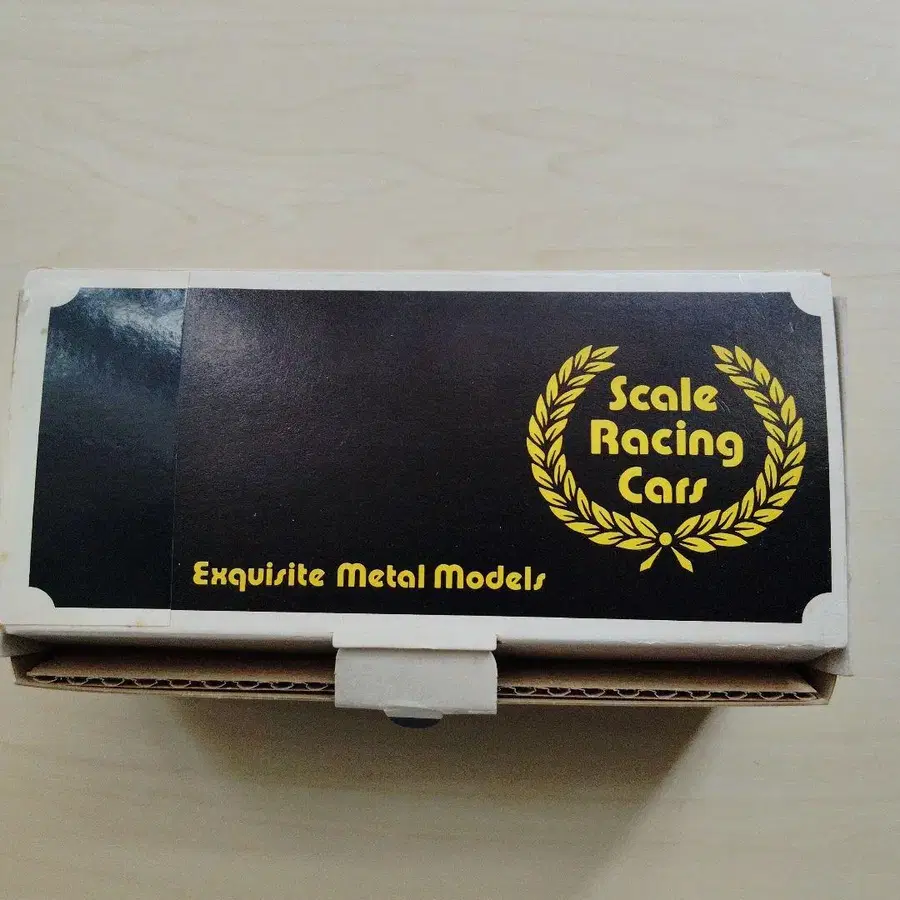 Scale
Racing
Cars
Exquisite Metal Models